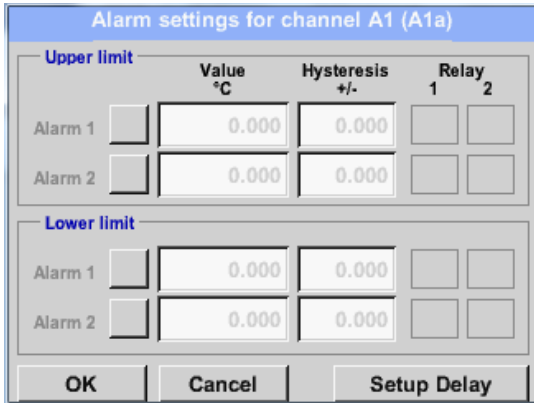 Alarm settings for channel A1 (A1a)
Upper limit
Value Hysteresis Relay
°C +/- 1 2
Alarm 1 0.000 0.000
Alarm 2 0.000 0.000
Lower limit
Alarm 1 0.000 0.000
Alarm 2 0.000 0.000
OK Cancel Setup Delay